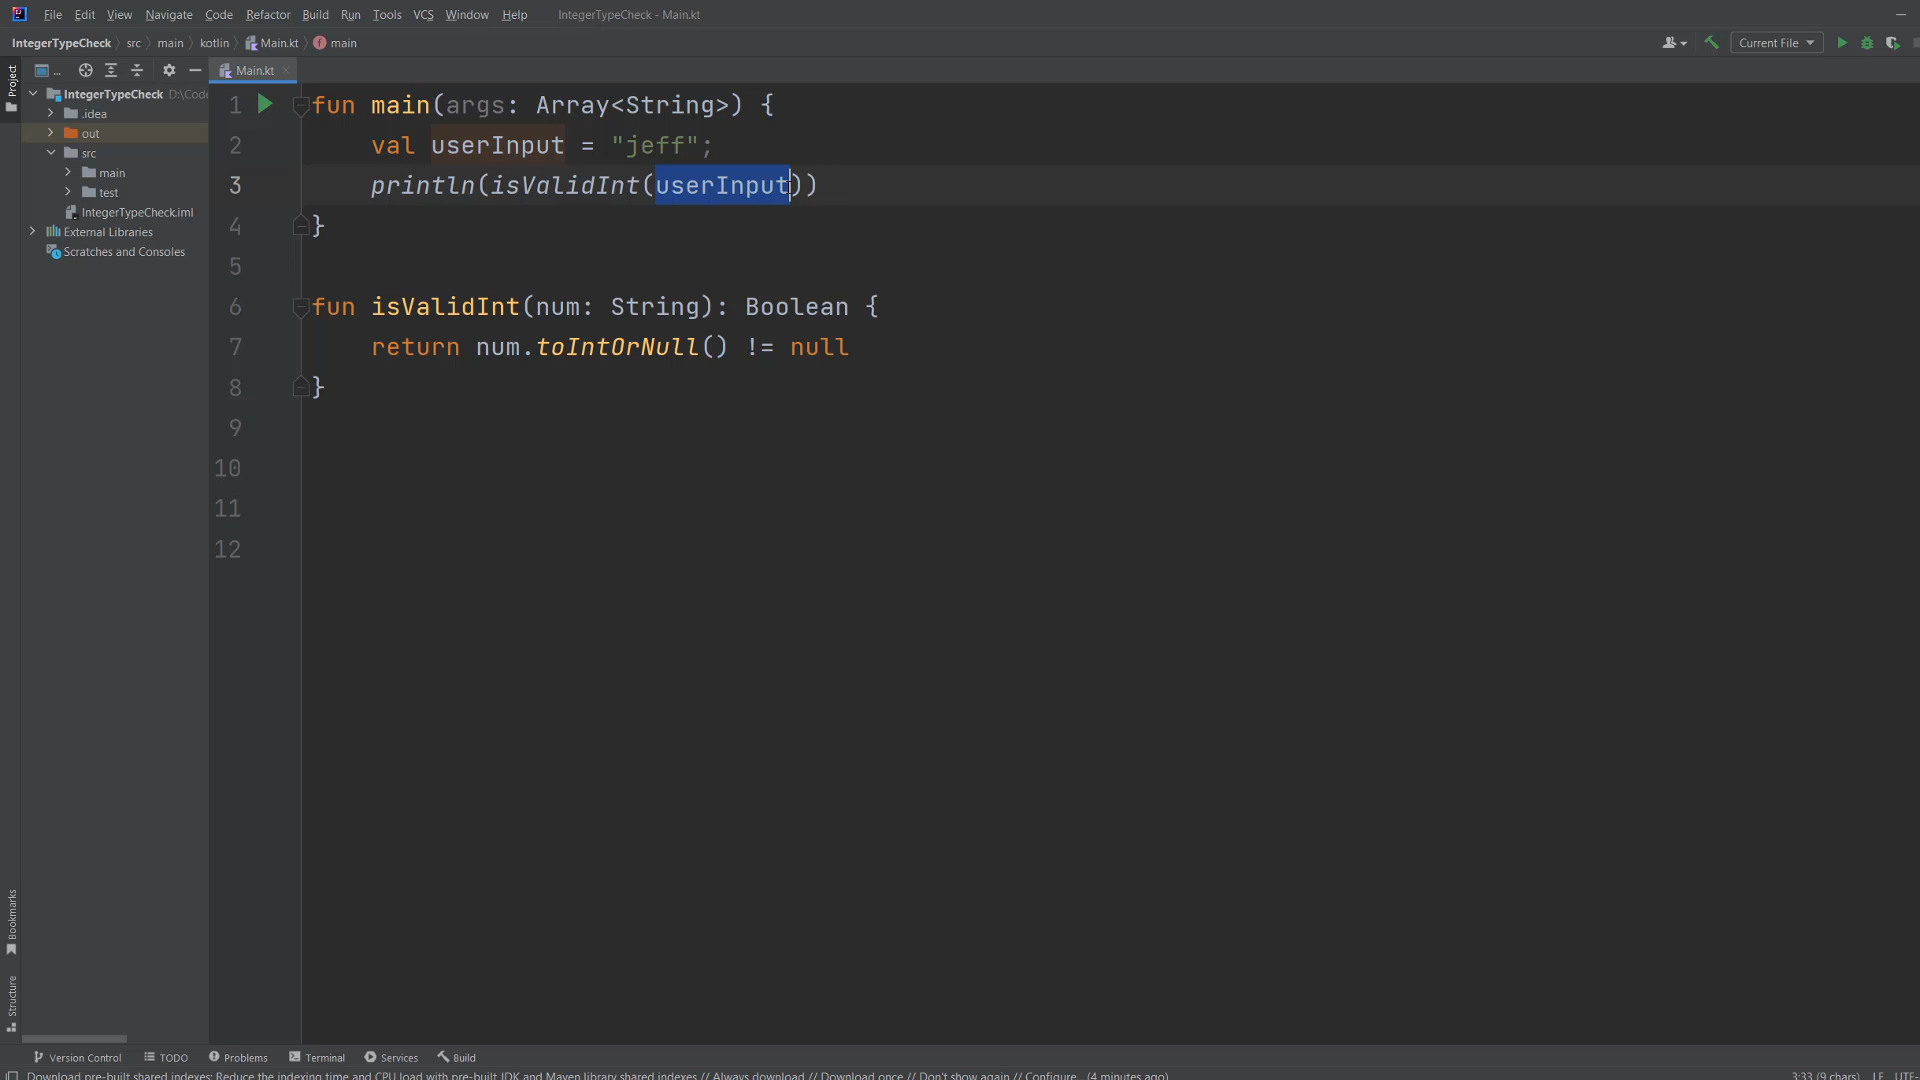 File Edit View Navigate Code Refactor Build Run Tools VCS Window Help IntegerTypeCheck - Main.kt
IntegerTypeCheck src main kotlin Main.kt main Current File
Project ... Main.kt
IntegerTypeCheck D:\Code
.idea
out
src
main
test
IntegerTypeCheck.iml
External Libraries
Scratches and Consoles
1 fun main(args: Array<String>) {
2 val userInput = "jeff";
3 println(isValidInt(userInput))
4 }
5
6 fun isValidInt(num: String): Boolean {
7 return num.toIntOrNull() != null
8 }
9
10
11
12
Bookmarks
Structure
Version Control TODO Problems Terminal Services Build
Download pre-built shared indexes: Reduce the indexing time and CPU load with pre-built JDK and Maven library shared indexes // Always download // Download once // Don't show again // Configure... (4 minutes ago) 3:33 (9 chars) LF UTF-